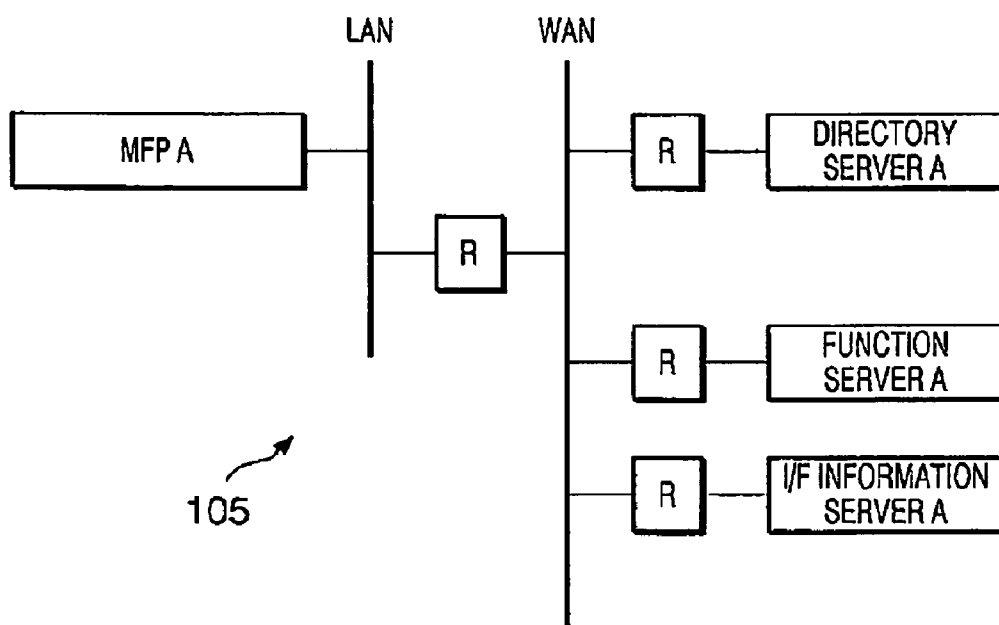 LAN
WAN
MFP A
R
DIRECTORY
SERVER A
R
R
FUNCTION
SERVER A
R
I/F INFORMATION
SERVER A
105